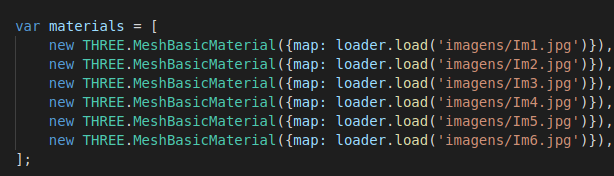 var materials = [
    new THREE.MeshBasicMaterial({map: loader.load('imagens/Im1.jpg')}),
    new THREE.MeshBasicMaterial({map: loader.load('imagens/Im2.jpg')}),
    new THREE.MeshBasicMaterial({map: loader.load('imagens/Im3.jpg')}),
    new THREE.MeshBasicMaterial({map: loader.load('imagens/Im4.jpg')}),
    new THREE.MeshBasicMaterial({map: loader.load('imagens/Im5.jpg')}),
    new THREE.MeshBasicMaterial({map: loader.load('imagens/Im6.jpg')}),
];